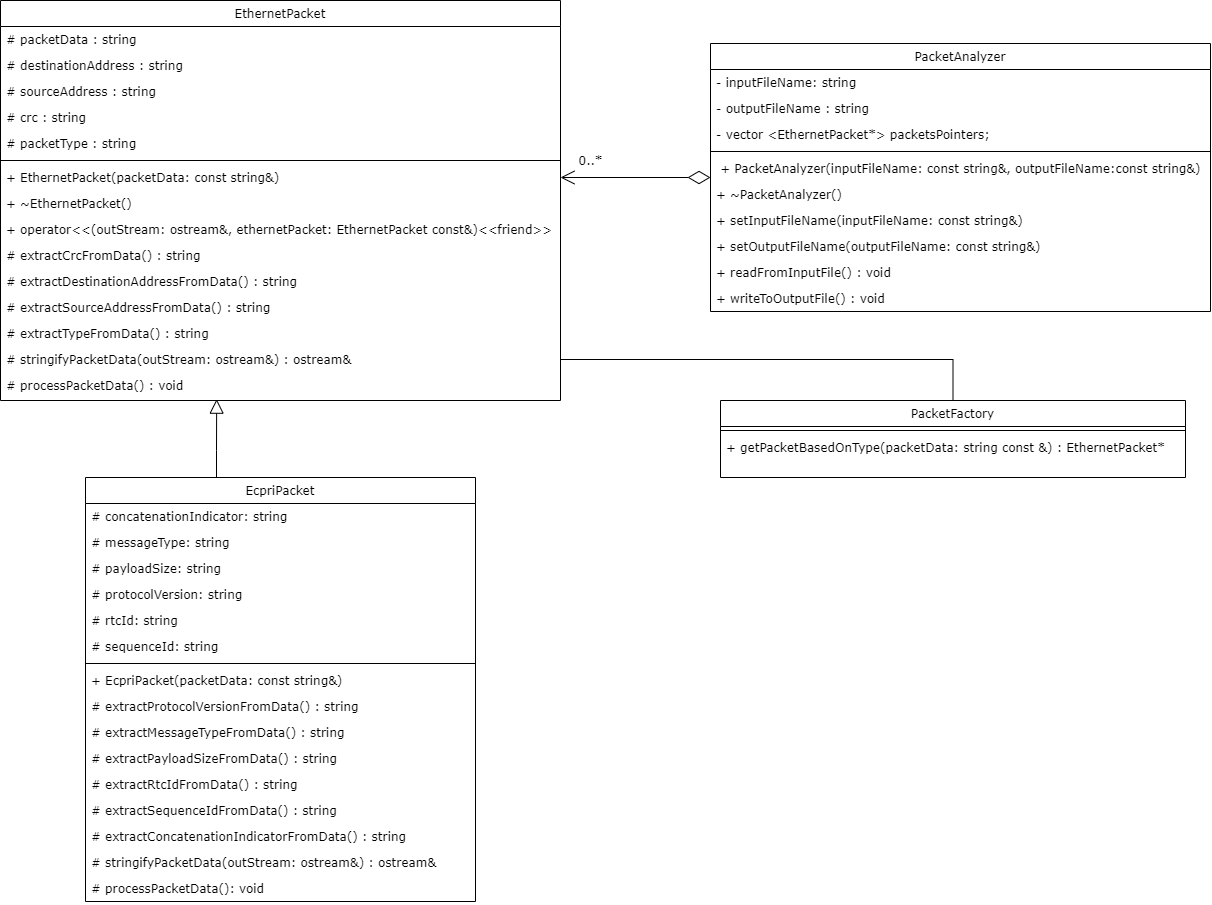 EthernetPacket
# packetData : string
# destinationAddress : string
# sourceAddress : string
# crc : string
# packetType : string
+ EthernetPacket(packetData: const string&)
+ ~EthernetPacket()
+ operator<<(outStream: ostream&, ethernetPacket: EthernetPacket const&)<<friend>>
# extractCrcFromData() : string
# extractDestinationAddressFromData() : string
# extractSourceAddressFromData() : string
# extractTypeFromData() : string
# stringifyPacketData(outStream: ostream&) : ostream&
# processPacketData() : void
0..*
PacketAnalyzer
- inputFileName: string
- outputFileName : string
- vector <EthernetPacket*> packetsPointers;
+ PacketAnalyzer(inputFileName: const string&, outputFileName:const string&)
+ ~PacketAnalyzer()
+ setInputFileName(inputFileName: const string&)
+ setOutputFileName(outputFileName: const string&)
+ readFromInputFile() : void
+ writeToOutputFile() : void
PacketFactory
+ getPacketBasedOnType(packetData: string const &) : EthernetPacket*
EcpriPacket
# concatenationIndicator: string
# messageType: string
# payloadSize: string
# protocolVersion: string
# rtcId: string
# sequenceId: string
+ EcpriPacket(packetData: const string&)
# extractProtocolVersionFromData() : string
# extractMessageTypeFromData() : string
# extractPayloadSizeFromData() : string
# extractRtcIdFromData() : string
# extractSequenceIdFromData() : string
# extractConcatenationIndicatorFromData() : string
# stringifyPacketData(outStream: ostream&) : ostream&
# processPacketData(): void